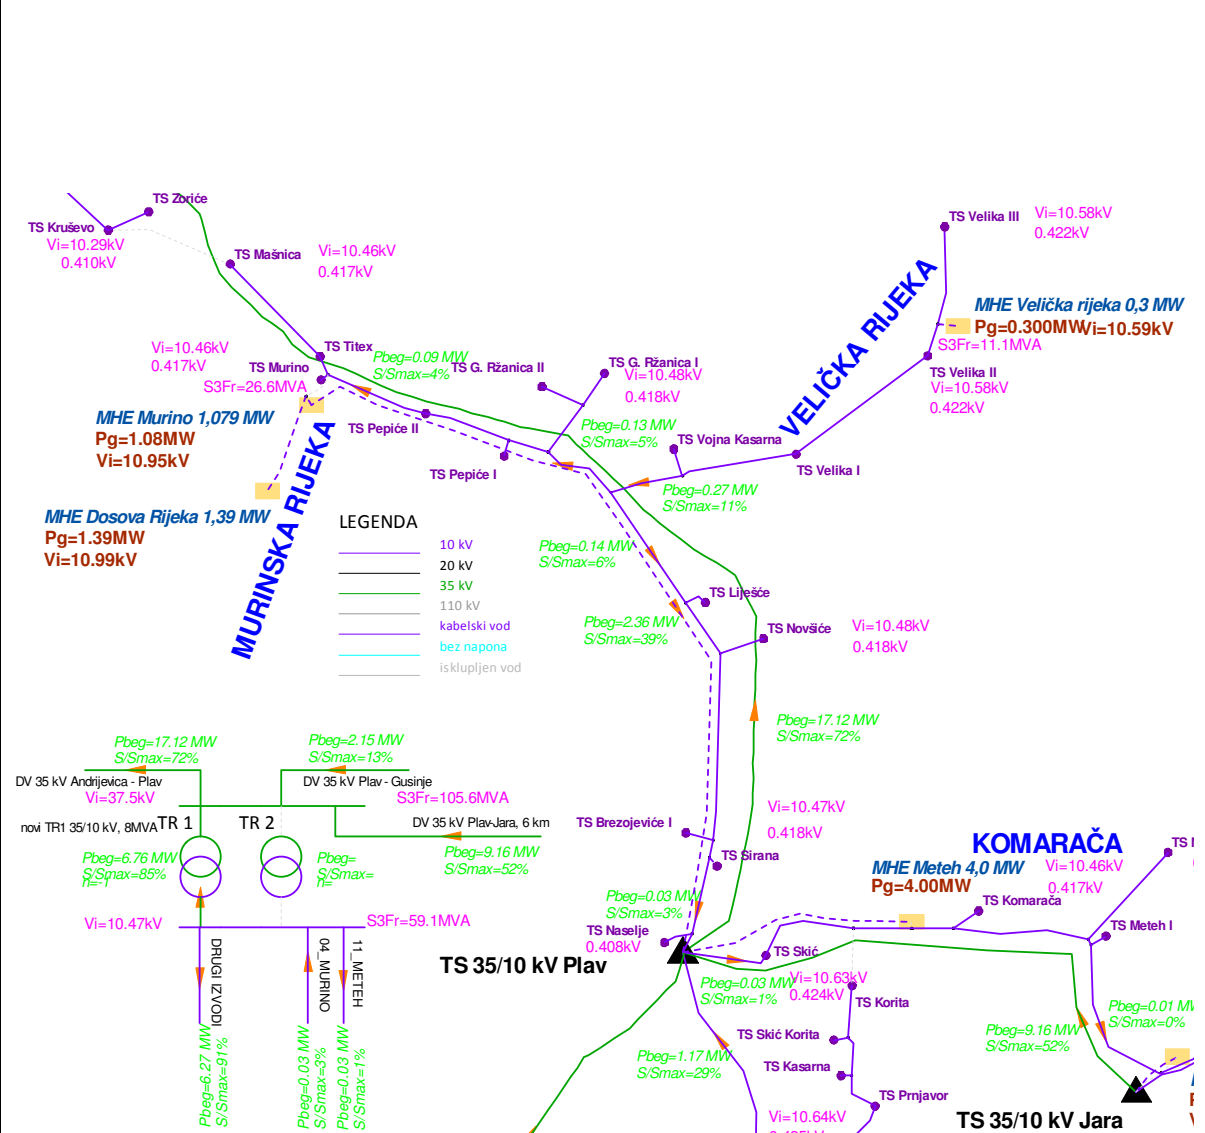 TS Zoriće
TS Kruševo
Vi=10.29kV
0.410kV
TS Mašnica
Vi=10.46kV
0.417kV
TS Velika III
Vi=10.58kV
0.422kV
VELIČKA RIJEKA
MHE Velička rijeka 0,3 MW
Pg=0.300MW
Vi=10.59kV
S3Fr=11.1MVA
TS Velika II
Vi=10.58kV
0.422kV
Vi=10.46kV
0.417kV
TS Titex
TS Murino
S3Fr=26.6MVA
Pbeg=0.09 MW
S/Smax=4%
TS G. Ržanica II
TS G. Ržanica I
Vi=10.48kV
0.418kV
MHE Murino 1,079 MW
Pg=1.08MW
Vi=10.95kV
TS Pepiće II
TS Pepiće I
Pbeg=0.13 MW
S/Smax=5%
TS Vojna Kasarna
TS Velika I
Pbeg=0.27 MW
S/Smax=11%
MURINSKA RIJEKA
MHE Dosova Rijeka 1,39 MW
Pg=1.39MW
Vi=10.99kV
LEGENDA
10 kV
20 kV
35 kV
110 kV
kabelski vod
bez napona
isklupljen vod
Pbeg=0.14 MW
S/Smax=6%
TS Liješće
Pbeg=2.36 MW
S/Smax=39%
TS Novšiće
Vi=10.48kV
0.418kV
Pbeg=17.12 MW
S/Smax=72%
Pbeg=17.12 MW
S/Smax=72%
Pbeg=2.15 MW
S/Smax=13%
DV 35 kV Andrijevica - Plav
DV 35 kV Plav - Gusinje
Vi=37.5kV
S3Fr=105.6MVA
novi TR1 35/10 kV, 8MVA
TR 1
TR 2
DV 35 kV Plav-Jara, 6 km
Pbeg=6.76 MW
S/Smax=85%
n=-1
Pbeg=
S/Smax=
n=
Pbeg=9.16 MW
S/Smax=52%
Vi=10.47kV
S3Fr=59.1MVA
DRUGI IZVODI
04_MURINO
11_METEH
Pbeg=6.27 MW
S/Smax=91%
Pbeg=0.03 MW
S/Smax=3%
Pbeg=0.03 MW
S/Smax=1%
Vi=10.47kV
0.418kV
TS Brezojeviće I
TS Sirana
Pbeg=0.03 MW
S/Smax=3%
TS Naselje
0.408kV
TS 35/10 kV Plav
KOMARAČA
MHE Meteh 4,0 MW
Pg=4.00MW
Vi=10.46kV
0.417kV
TS Komarača
TS Meteh I
TS Skić
Pbeg=0.03 MW
S/Smax=1%
Vi=10.63kV
0.424kV
TS Korita
TS Skić Korita
TS Kasarna
TS Prnjavor
Pbeg=1.17 MW
S/Smax=29%
Vi=10.64kV
Pbeg=9.16 MW
S/Smax=52%
Pbeg=0.01 MW
S/Smax=0%
TS 35/10 kV Jara